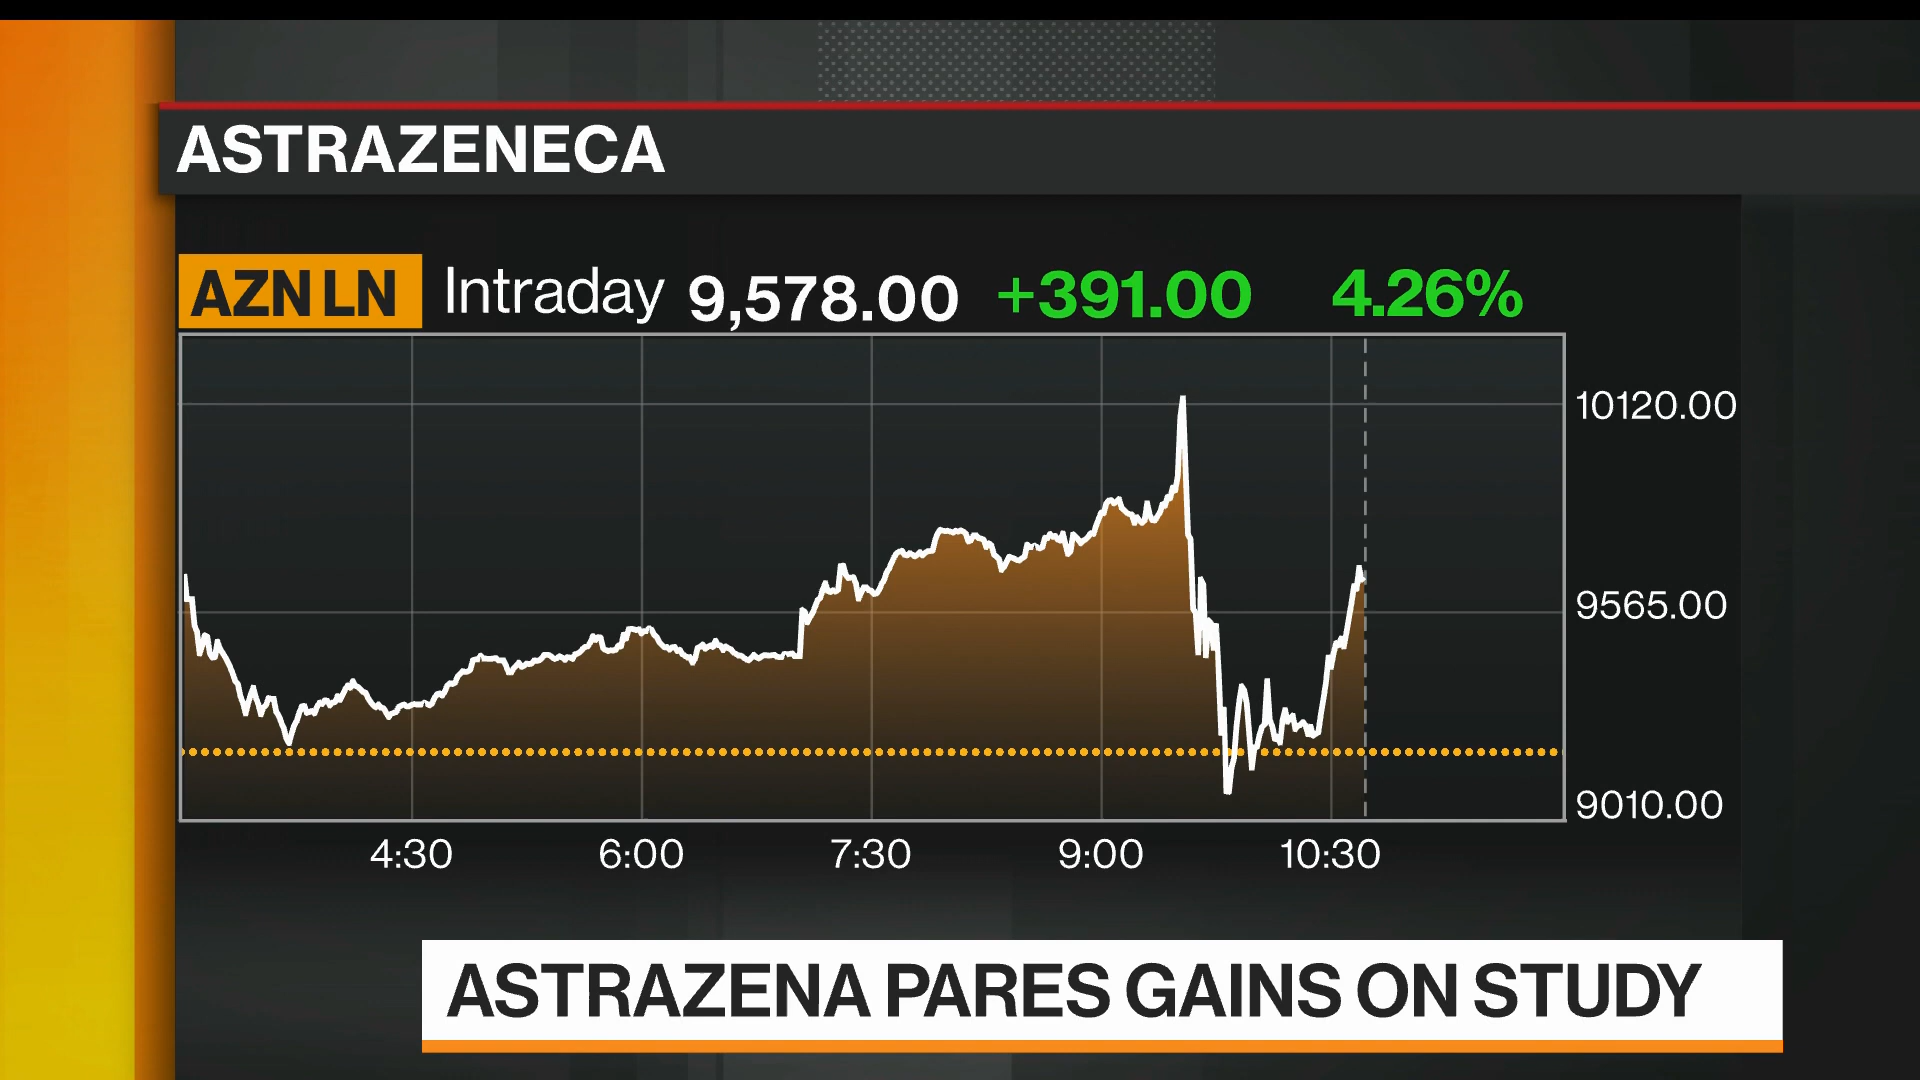 ASTRAZENECA
AZN LN Intraday 9,578.00 +391.00 4.26%
10120.00
9565.00
9010.00
4:30 6:00 7:30 9:00 10:30
ASTRAZENA PARES GAINS ON STUDY